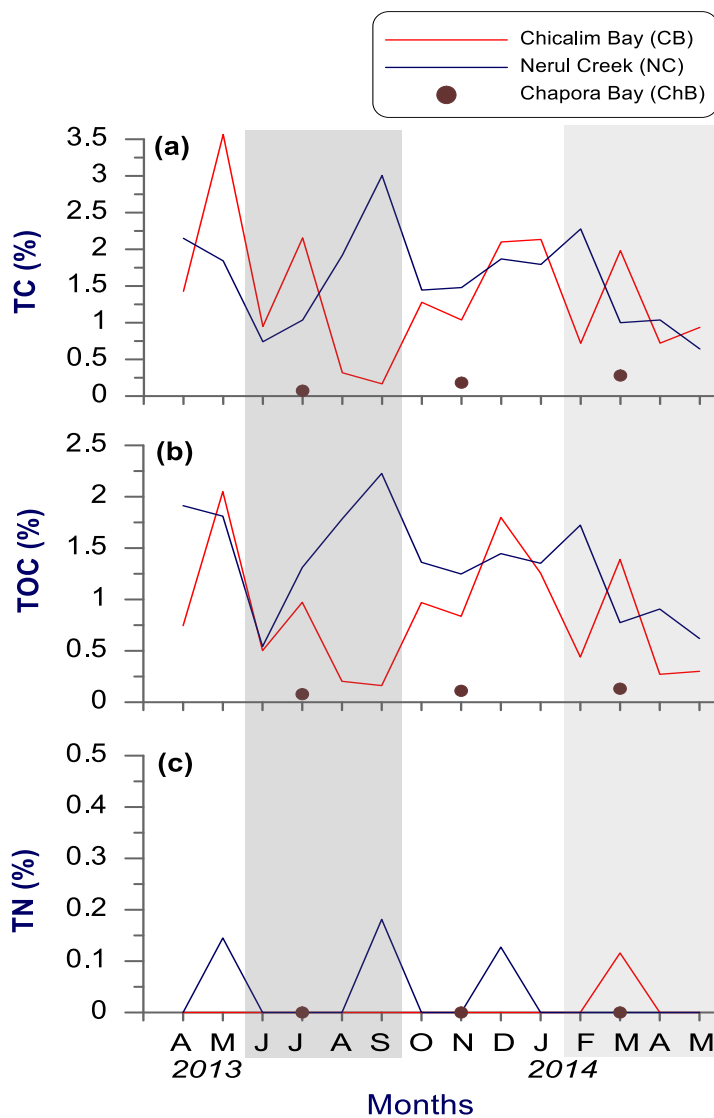 Chicalim Bay (CB)
Nerul Creek (NC)
Chapora Bay (ChB)
(a)
3.5
3
2.5
2
1.5
1
0.5
0
TC (%)
(b)
2.5
2
1.5
1
0.5
0
TOC (%)
(c)
0.5
0.4
0.3
0.2
0.1
0
TN (%)
A M J J A S O N D J F M A M
2013 2014
Months